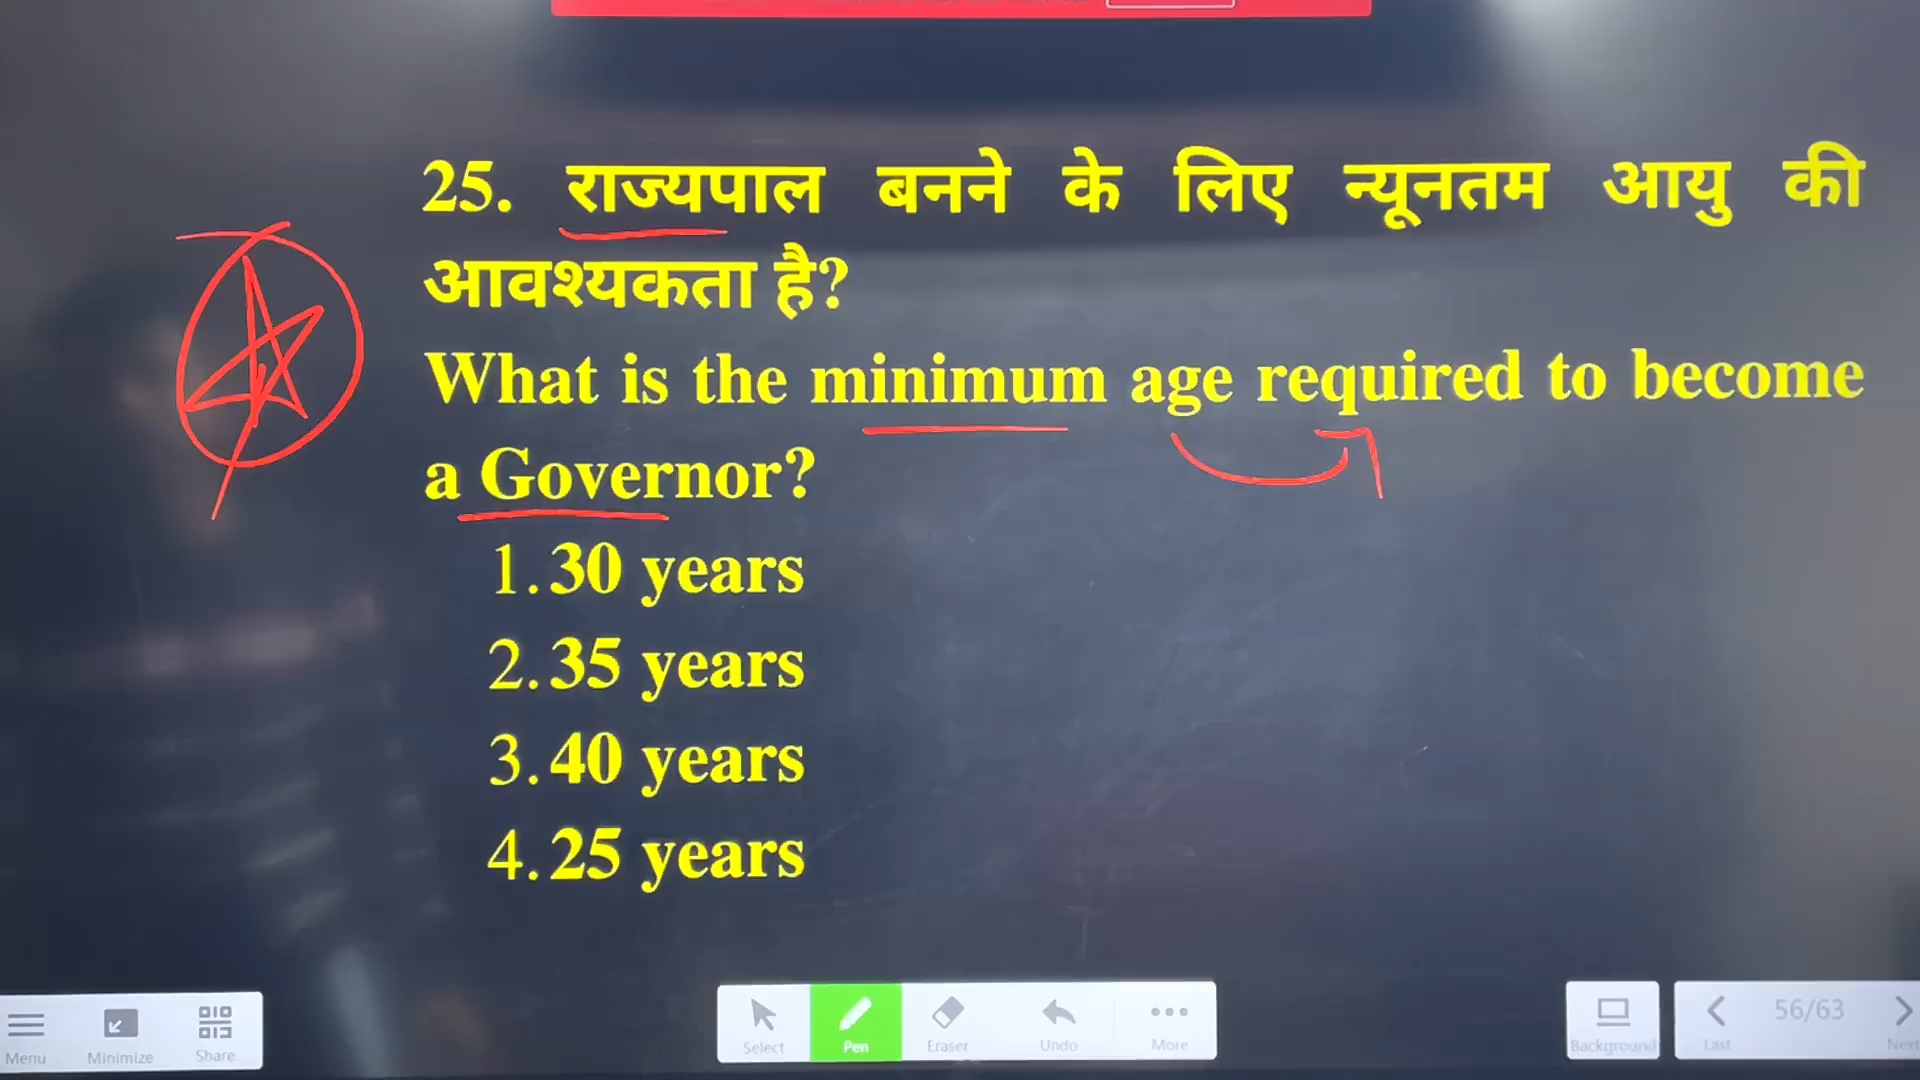 25. राज्यपाल बनने के लिए न्यूनतम आयु की
आवश्यकता है?
What is the minimum age required to become
a Governor?
1. 30 years
2. 35 years
3. 40 years
4. 25 years
Menu
Minimize
Share
Select
Pen
Eraser
Undo
More
Background
Last
56/63
Next